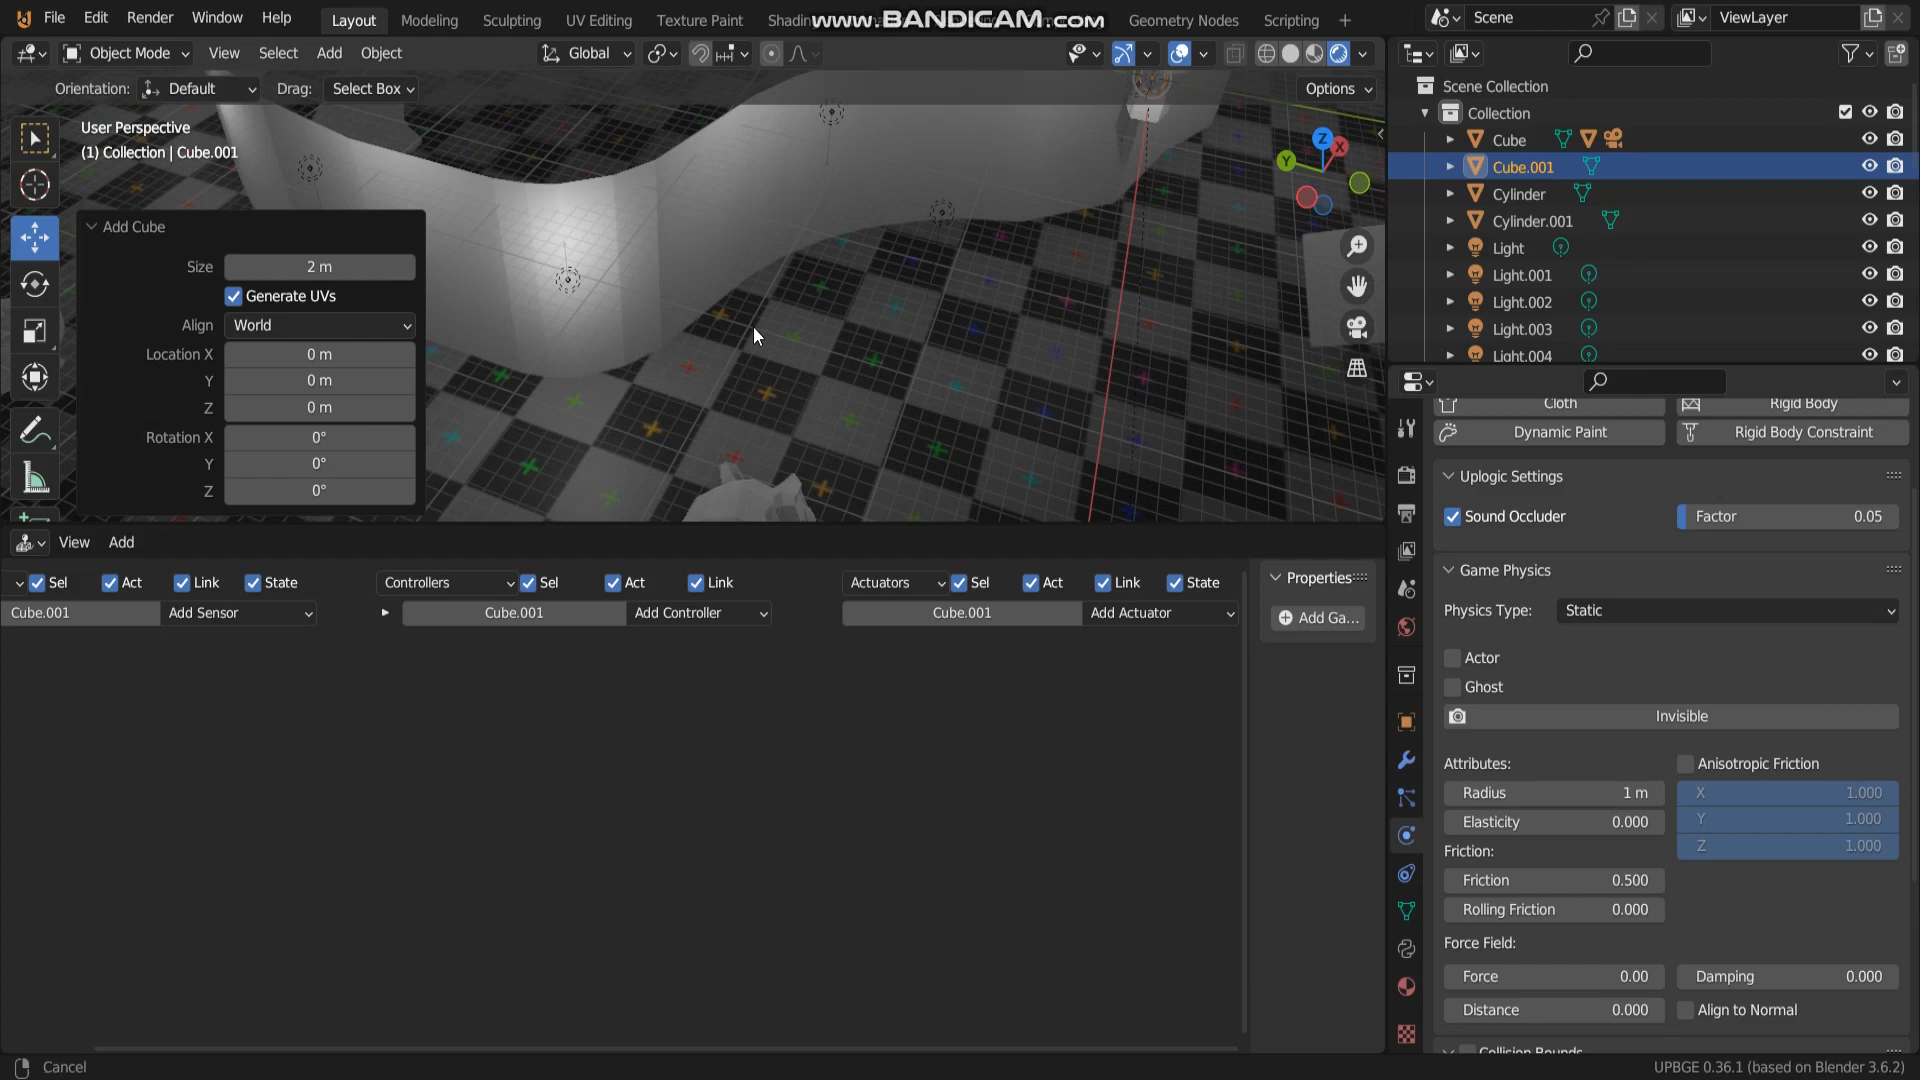 File Edit Render Window Help Layout Modeling Sculpting UV Editing Texture Paint Shadin www.BANDICAM.com Geometry Nodes Scripting + Scene ViewLayer
Object Mode View Select Add Object Global
Orientation: Default Drag: Select Box Options
User Perspective
(1) Collection | Cube.001
Z X Y
Add Cube
Size 2 m
Generate UVs
Align World
Location X 0 m
Y 0 m
Z 0 m
Rotation X 0°
Y 0°
Z 0°
Scene Collection
Collection
Cube
Cube.001
Cylinder
Cylinder.001
Light
Light.001
Light.002
Light.003
Light.004
View Add
Sel Act Link State Controllers Sel Act Link Actuators Sel Act Link State
Cube.001 Add Sensor Cube.001 Add Controller Cube.001 Add Actuator
Properties
Add Ga...
Cloth Rigid Body
Dynamic Paint Rigid Body Constraint
Uplogic Settings
Sound Occluder Factor 0.05
Game Physics
Physics Type: Static
Actor
Ghost
Invisible
Attributes: Anisotropic Friction
Radius 1 m X 1.000
Elasticity 0.000 Y 1.000
Friction: Z 1.000
Friction 0.500
Rolling Friction 0.000
Force Field:
Force 0.00 Damping 0.000
Distance 0.000 Align to Normal
Collision Bounds
Cancel UPBGE 0.36.1 (based on Blender 3.6.2)